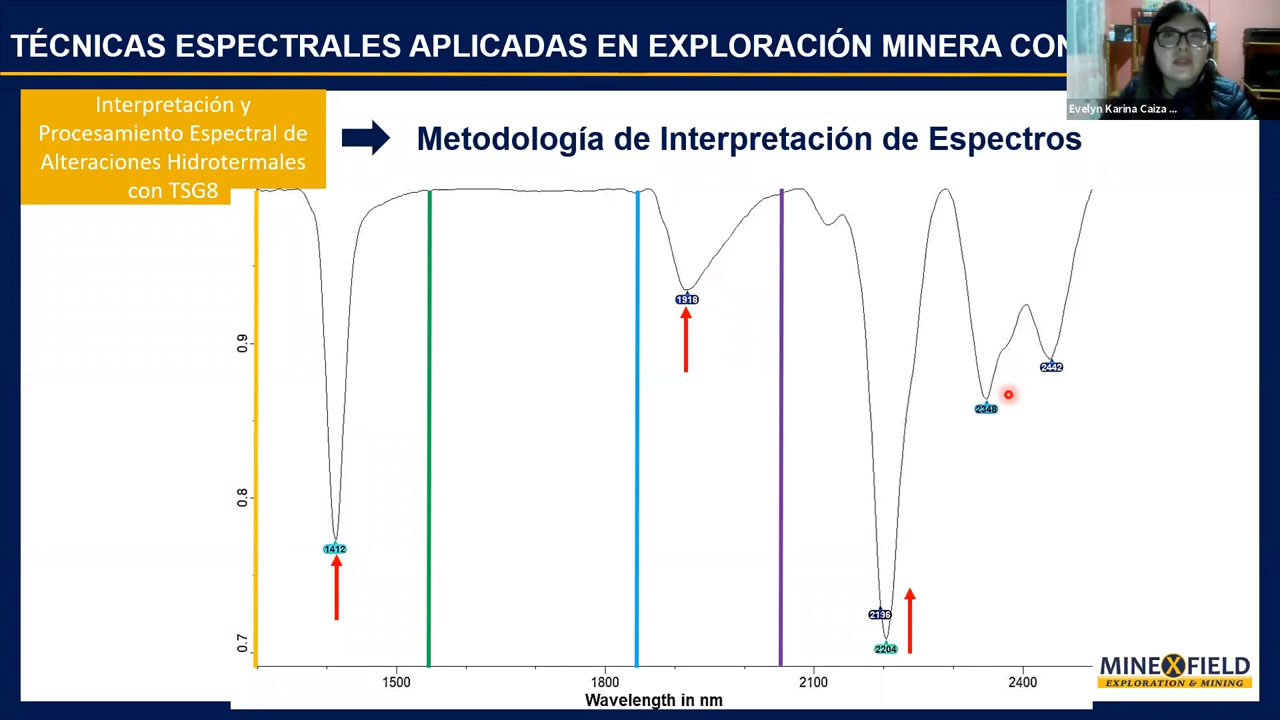 TÉCNICAS ESPECTRALES APLICADAS EN EXPLORACIÓN MINERA CON
Evelyn Karina Caiza ...
Interpretación y
Procesamiento Espectral de
Alteraciones Hidrotermales
con TSG8
Metodología de Interpretación de Espectros
1918
0.9
2442
2348
0.8
1412
2196
0.7
2204
1500
1800
2100
2400
Wavelength in nm
MINEXFIELD
EXPLORATION & MINING